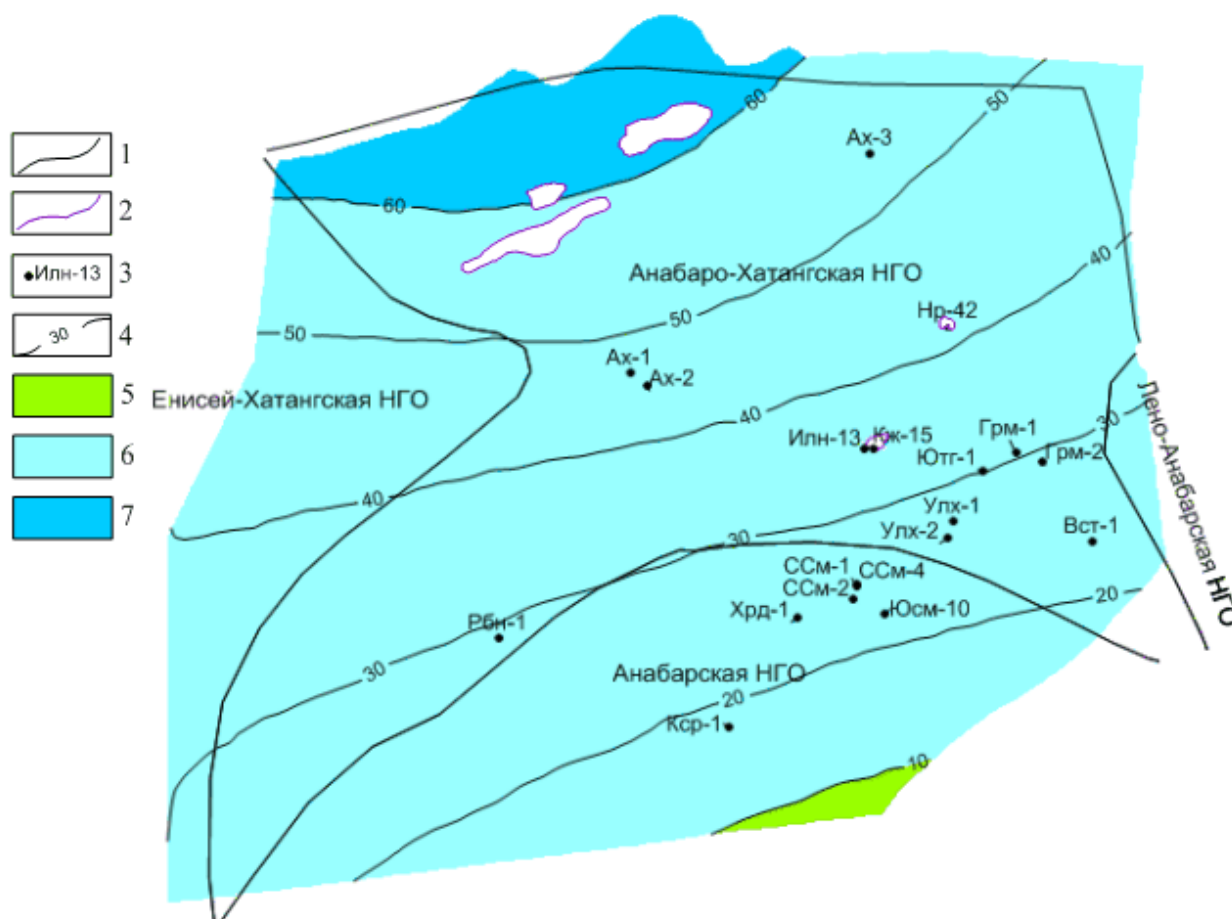 1
2
Илн-13 3
30 4
5
6
7
60
50
Ах-3
60
Анабаро-Хатангская НГО
40
Нр-42
50
50
Ах-1
Ах-2
Енисей-Хатангская НГО
40
Лено-Анабарская НГО
30
Илн-13
Кж-15
Грм-1
Грм-2
Ютг-1
40
Улх-1
Улх-2
30
Вст-1
ССм-1
ССм-4
ССм-2
Хрд-1
Юсм-10
20
Рбн-1
30
Анабарская НГО
20
Кср-1
10